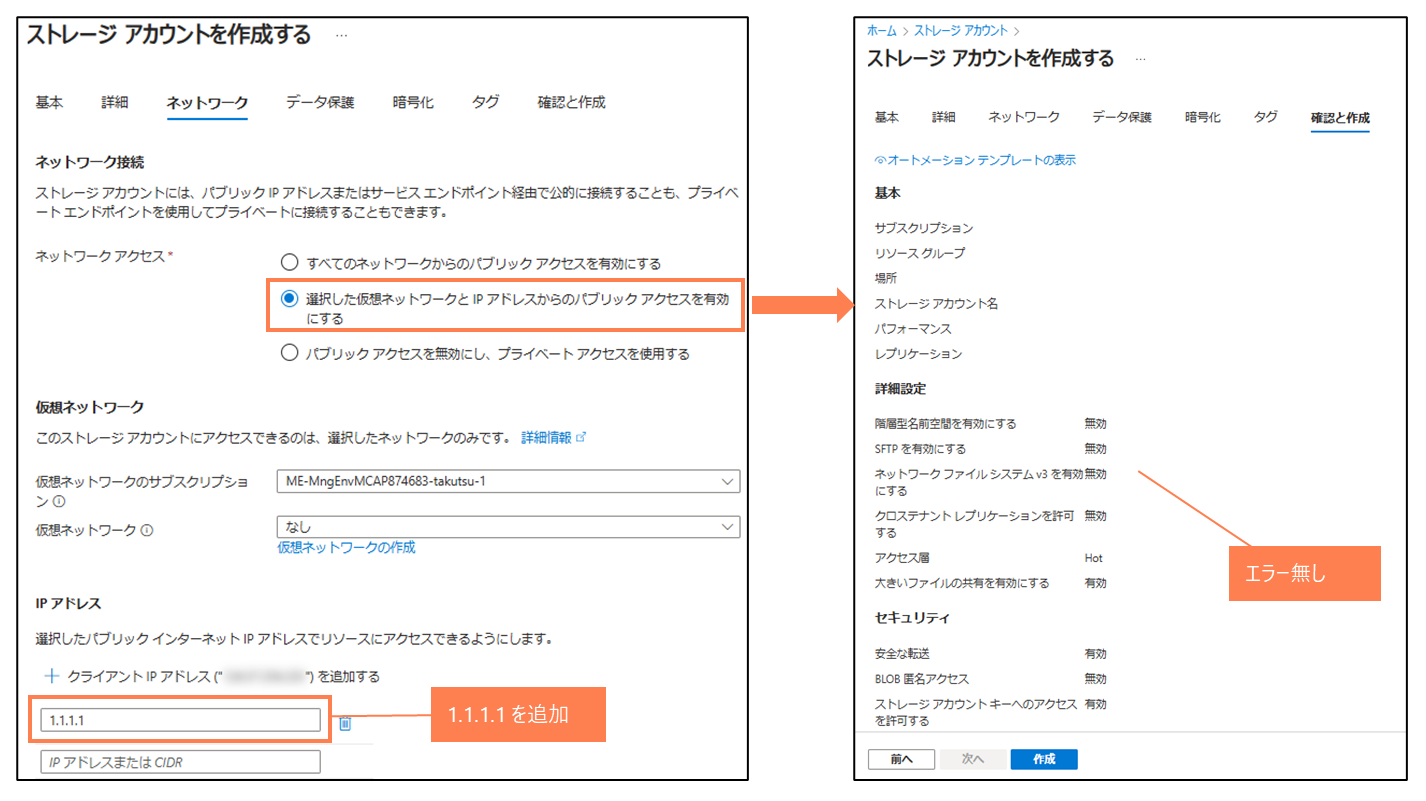 ストレージ アカウントを作成する ...
基本 詳細 ネットワーク データ保護 暗号化 タグ 確認と作成
ネットワーク接続
ストレージ アカウントには、パブリック IP アドレスまたはサービス エンドポイント経由で公的に接続することも、プライベ
ート エンドポイントを使用してプライベートに接続することもできます。
ネットワーク アクセス *
すべてのネットワークからのパブリック アクセスを有効にする
選択した仮想ネットワークと IP アドレスからのパブリック アクセスを有効
にする
パブリック アクセスを無効にし、プライベート アクセスを使用する
仮想ネットワーク
このストレージ アカウントにアクセスできるのは、選択したネットワークのみです。 詳細情報
仮想ネットワークのサブスクリプショ
ン
ME-MngEnvMCAP874683-takutsu-1
仮想ネットワーク
なし
仮想ネットワークの作成
IP アドレス
選択したパブリック インターネット IP アドレスでリソースにアクセスできるようにします。
クライアント IP アドレス (" ") を追加する
1.1.1.1
1.1.1.1 を追加
IP アドレスまたは CIDR
ホーム > ストレージ アカウント >
ストレージ アカウントを作成する ...
基本 詳細 ネットワーク データ保護 暗号化 タグ 確認と作成
オートメーション テンプレートの表示
基本
サブスクリプション
リソース グループ
場所
ストレージ アカウント名
パフォーマンス
レプリケーション
詳細設定
階層型名前空間を有効にする 無効
SFTP を有効にする 無効
ネットワーク ファイル システム v3 を有効 無効
にする
クロステナント レプリケーションを許可 無効
する
アクセス層 Hot
大きいファイルの共有を有効にする 有効
エラー無し
セキュリティ
安全な転送 有効
BLOB 匿名アクセス 無効
ストレージ アカウント キーへのアクセス 有効
を許可する
前へ 次へ 作成